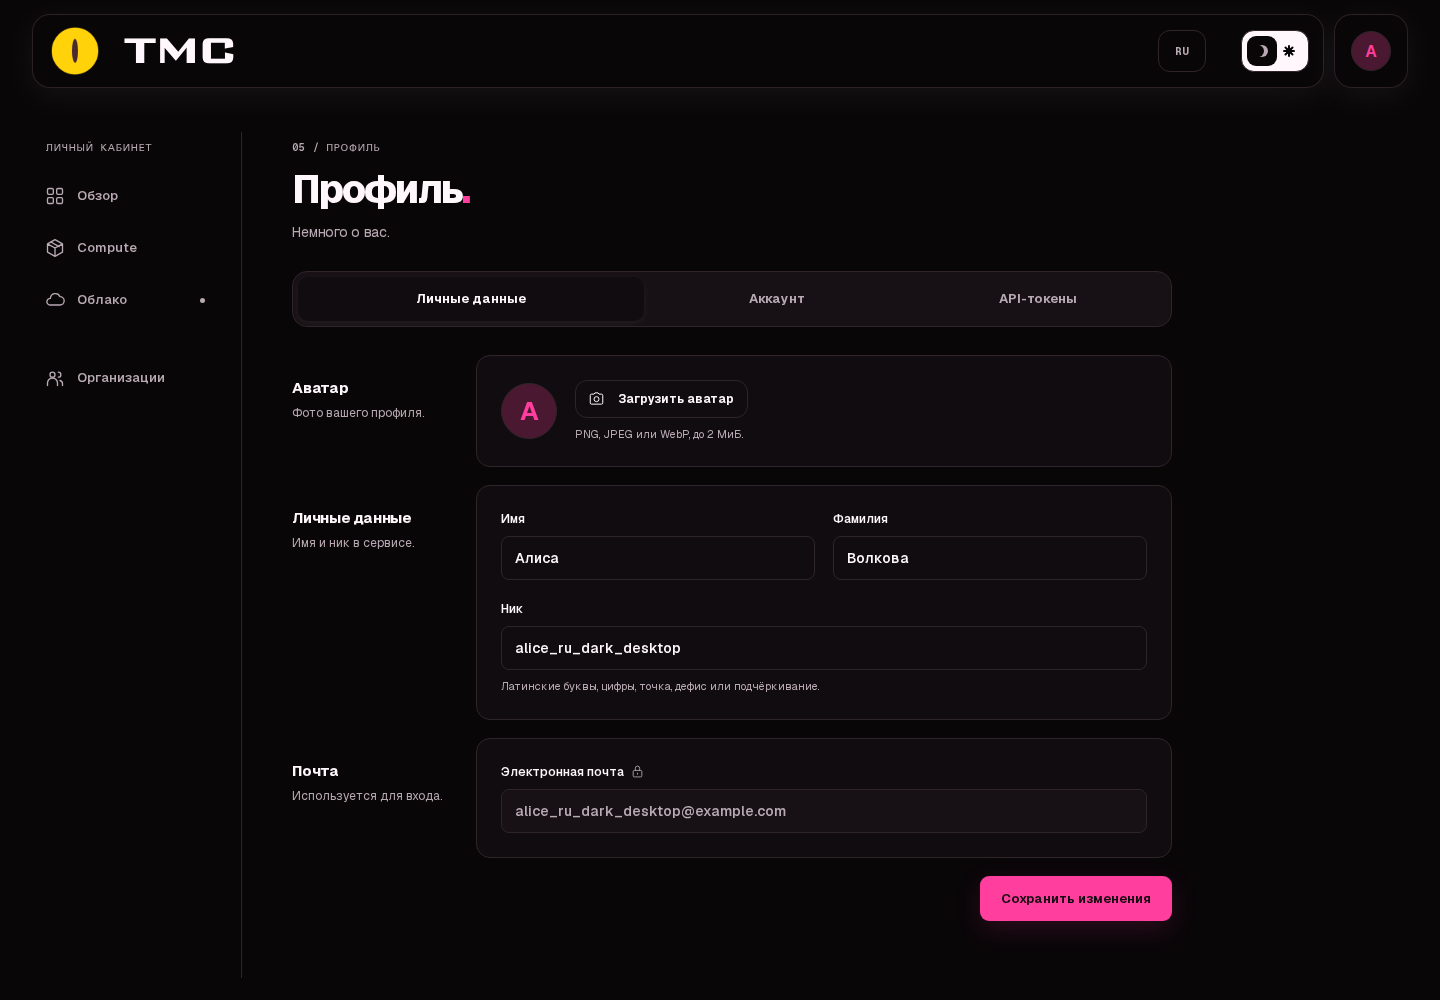 TMC
RU
A
ЛИЧНЫЙ КАБИНЕТ
Обзор
Compute
Облако
Организации
05 / ПРОФИЛЬ
Профиль.
Немного о вас.
Личные данные
Аккаунт
API-токены
Аватар
Фото вашего профиля.
A
Загрузить аватар
PNG, JPEG или WebP, до 2 МиБ.
Личные данные
Имя и ник в сервисе.
Имя
Фамилия
Алиса
Волкова
Ник
alice_ru_dark_desktop
Латинские буквы, цифры, точка, дефис или подчёркивание.
Почта
Используется для входа.
Электронная почта
alice_ru_dark_desktop@example.com
Сохранить изменения